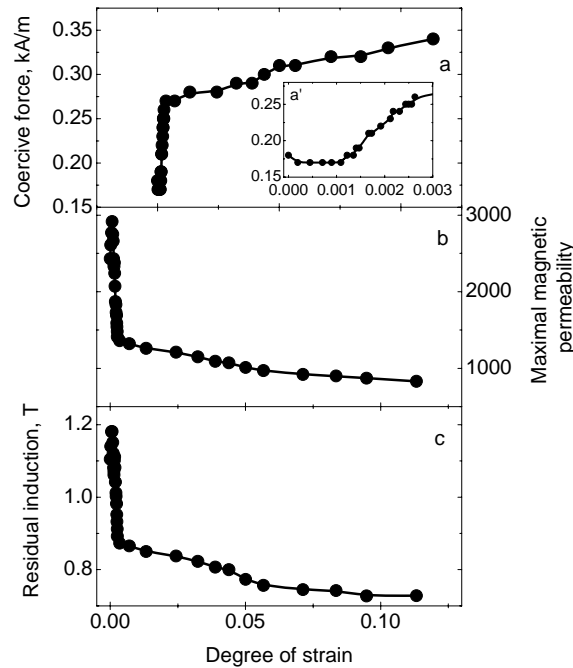 0.35
a
0.30
0.25
a'
0.25
0.20
0.20
0.15
0.000 0.001 0.002 0.003
0.15
Coercive force, kA/m
b
3000
2000
1000
Maximal magnetic
permeability
c
1.2
1.0
0.8
Residual induction, T
0.00 0.05 0.10
Degree of strain